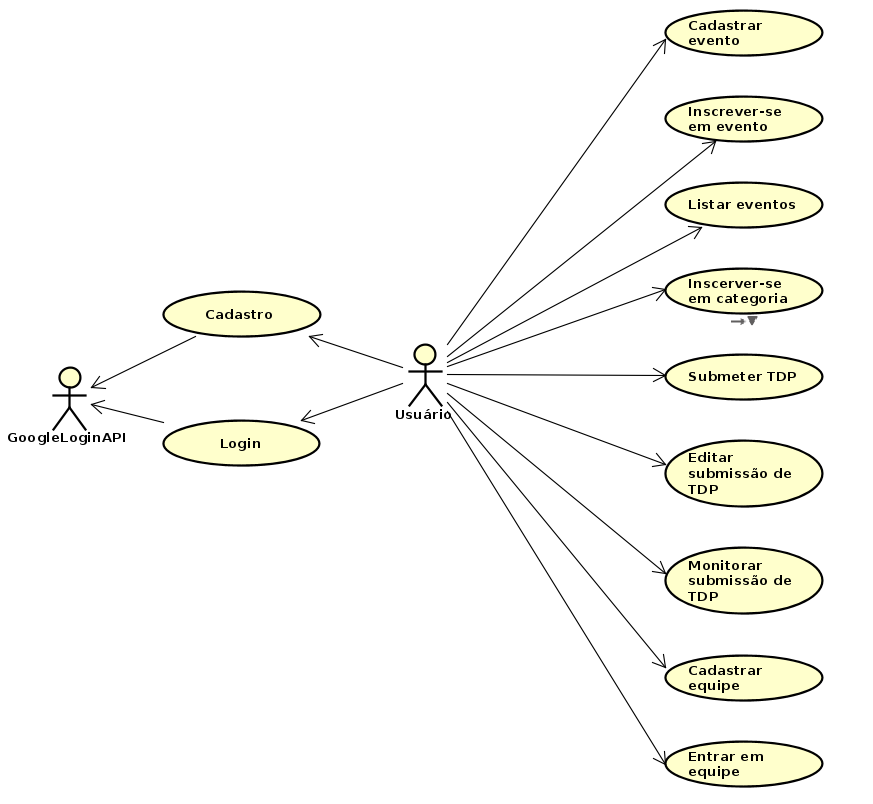 Cadastrar
evento
Inscrever-se
em evento
Listar eventos
Inscerver-se
em categoria
Cadastro
Usuário
GoogleLoginAPI
Login
Submeter TDP
Editar
submissão de
TDP
Monitorar
submissão de
TDP
Cadastrar
equipe
Entrar em
equipe